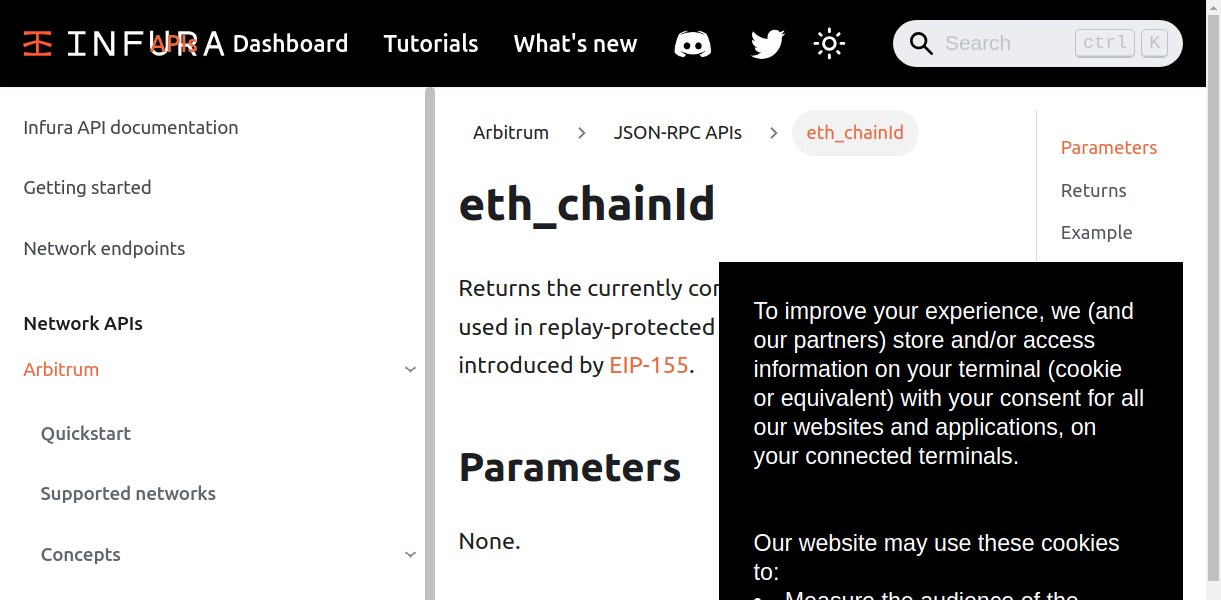 INFURA APIs Dashboard Tutorials What's new Search ctrl K
Infura API documentation
Getting started
Network endpoints
Network APIs
Arbitrum
Quickstart
Supported networks
Concepts
Arbitrum JSON-RPC APIs eth_chainId
eth_chainId
Returns the currently
used in replay-protected
introduced by EIP-155.
Parameters
None.
Parameters
Returns
Example
To improve your experience, we (and
our partners) store and/or access
information on your terminal (cookie
or equivalent) with your consent for all
our websites and applications, on
your connected terminals.
Our website may use these cookies
to:
• Measure the audience of the